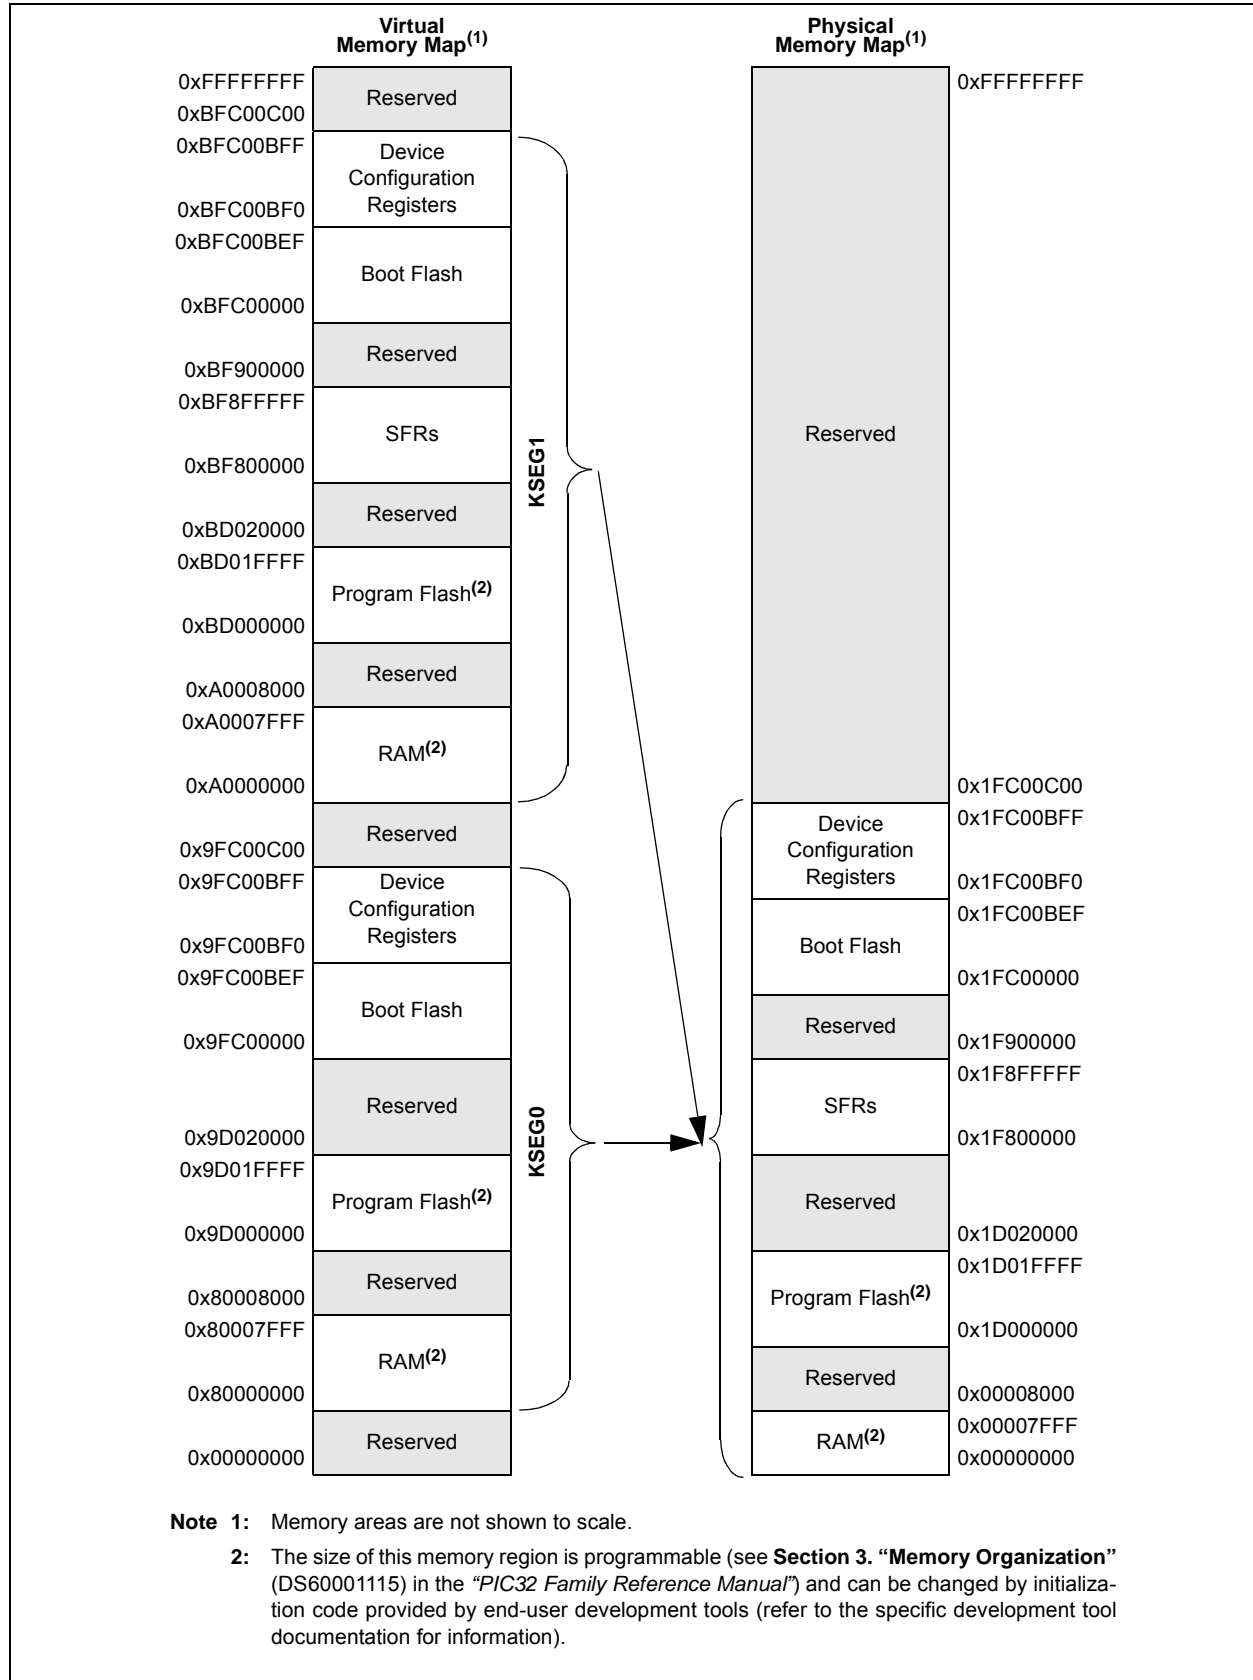 Virtual
Memory Map(1)
0xFFFFFFFF
Reserved
0xBFC00C00
0xBFC00BFF
Device
Configuration
Registers
0xBFC00BF0
0xBFC00BEF
Boot Flash
0xBFC00000
Reserved
0xBF900000
0xBF8FFFFF
SFRs
0xBF800000
Reserved
0xBD020000
0xBD01FFFF
Program Flash(2)
0xBD000000
Reserved
0xA0008000
0xA0007FFF
RAM(2)
0xA0000000
KSEG1
Reserved
0x9FC00C00
0x9FC00BFF
Device
Configuration
Registers
0x9FC00BF0
0x9FC00BEF
Boot Flash
0x9FC00000
Reserved
0x9D020000
0x9D01FFFF
Program Flash(2)
0x9D000000
Reserved
0x80008000
0x80007FFF
RAM(2)
0x80000000
KSEG0
Reserved
0x00000000
Physical
Memory Map(1)
0xFFFFFFFF
Reserved
0x1FC00C00
0x1FC00BFF
Device
Configuration
Registers
0x1FC00BF0
0x1FC00BEF
Boot Flash
0x1FC00000
Reserved
0x1F900000
0x1F8FFFFF
SFRs
0x1F800000
Reserved
0x1D020000
0x1D01FFFF
Program Flash(2)
0x1D000000
Reserved
0x00008000
0x00007FFF
RAM(2)
0x00000000
Note 1: Memory areas are not shown to scale.
2: The size of this memory region is programmable (see Section 3. “Memory Organization”
(DS60001115) in the “PIC32 Family Reference Manual”) and can be changed by initializa-
tion code provided by end-user development tools (refer to the specific development tool
documentation for information).